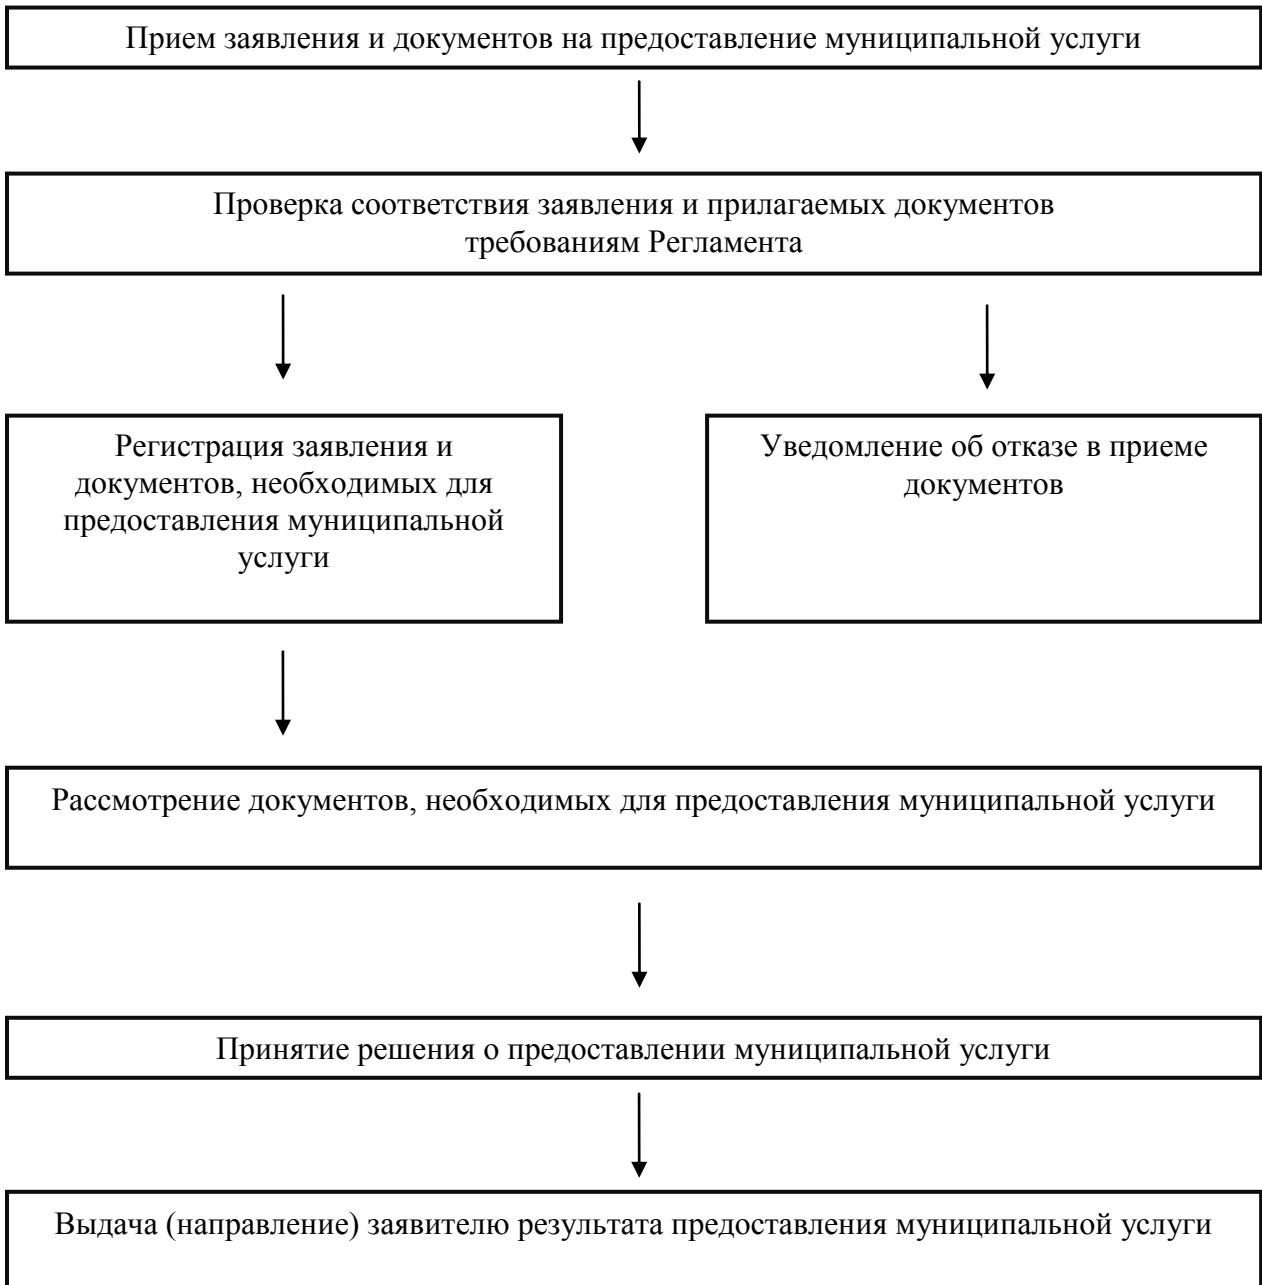 Прием заявления и документов на предоставление муниципальной услуги
Проверка соответствия заявления и прилагаемых документов
требованиям Регламента
Регистрация заявления и
документов, необходимых для
предоставления муниципальной
услуги
Уведомление об отказе в приеме
документов
Рассмотрение документов, необходимых для предоставления муниципальной услуги
Принятие решения о предоставлении муниципальной услуги
Выдача (направление) заявителю результата предоставления муниципальной услуги